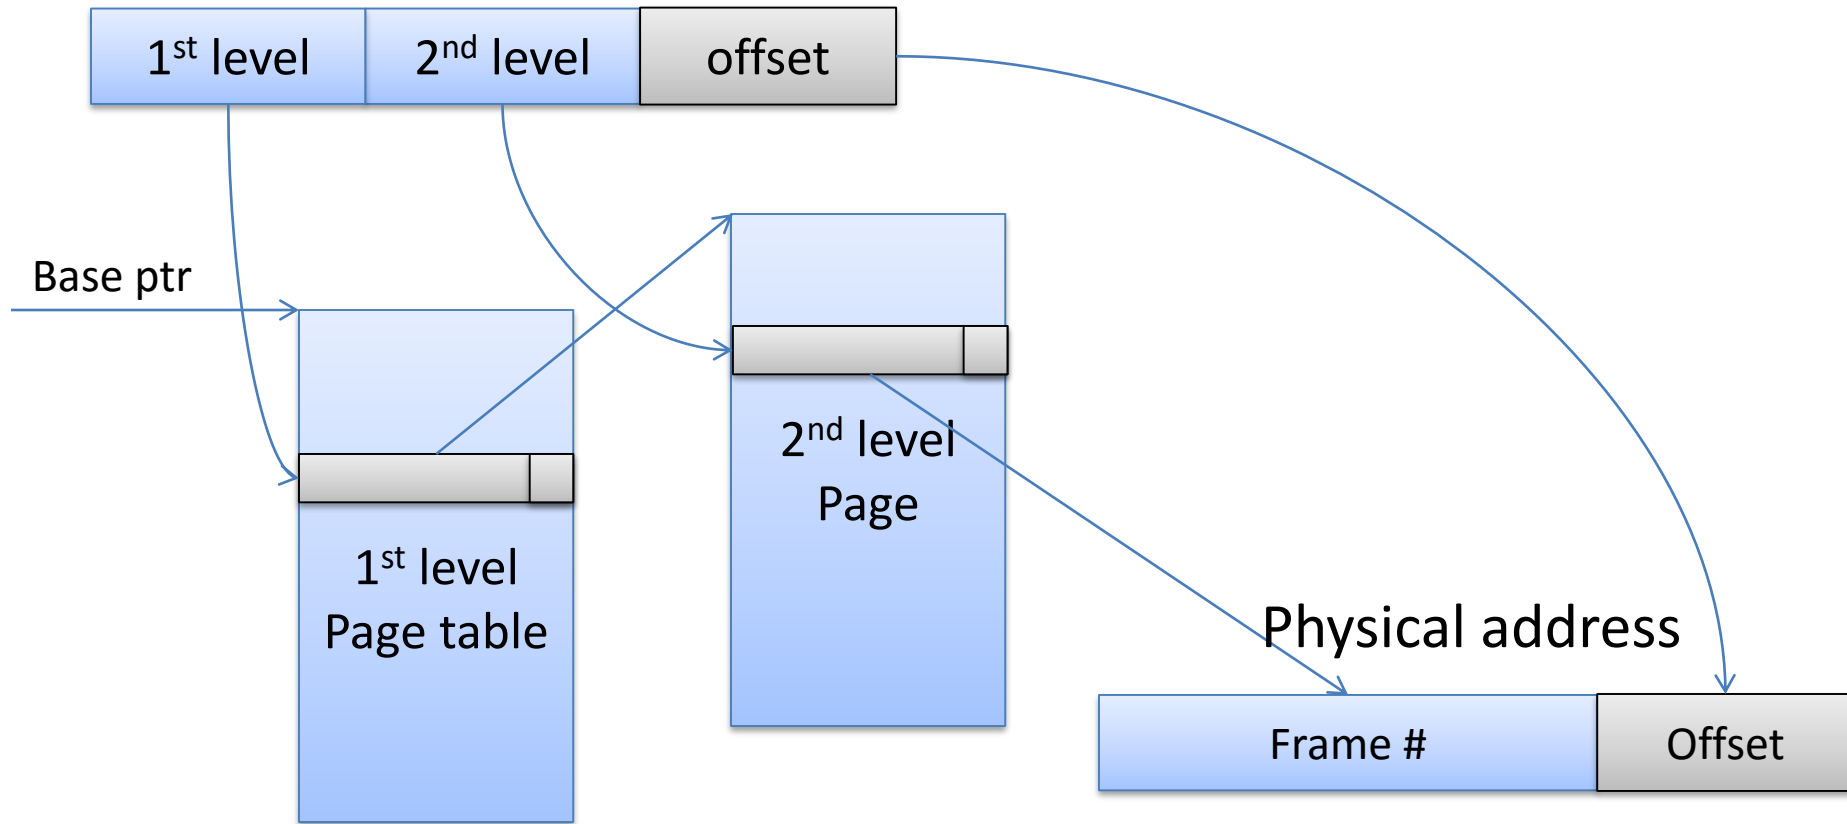 1st level 2nd level offset
Base ptr
2nd level
Page
1st level
Page table
Physical address
Frame # Offset